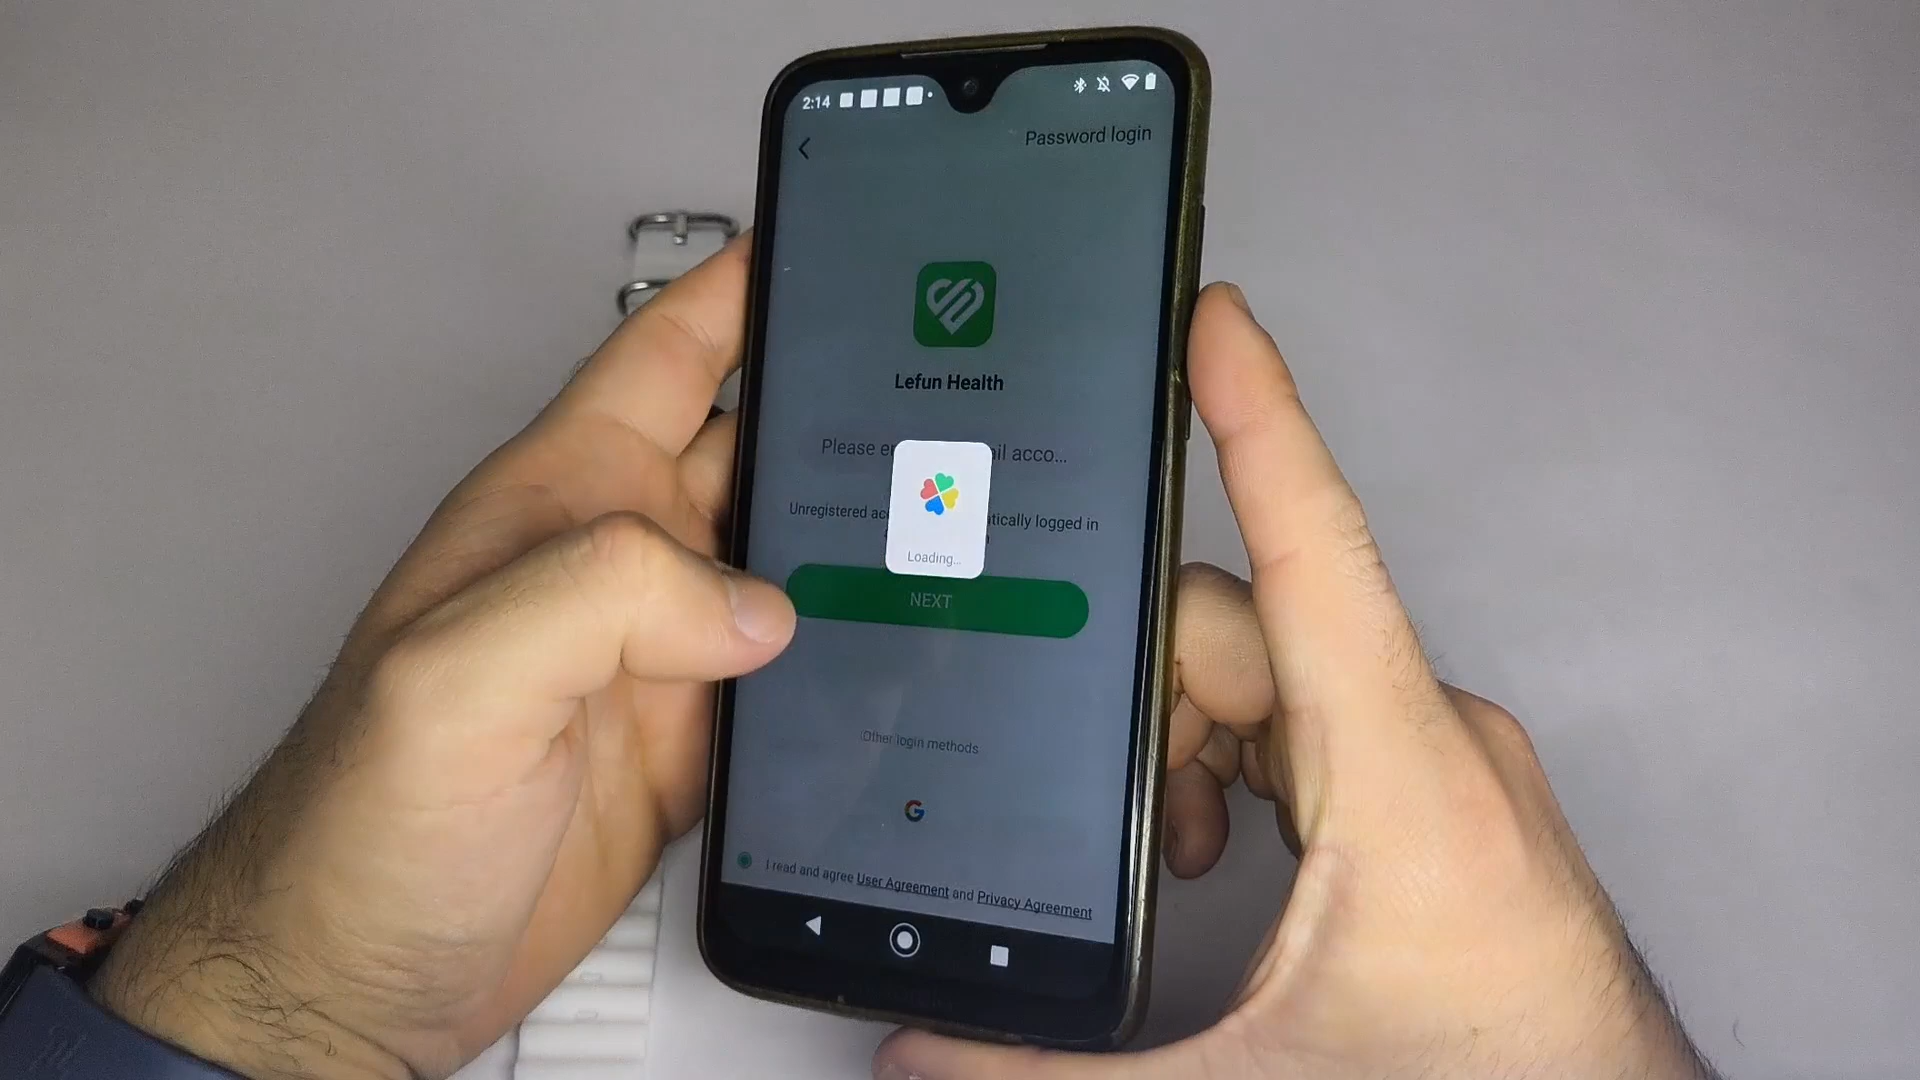 2:14
Password login
Lefun Health
Please en il acco...
Unregistered ac tically logged in
Loading...
NEXT
Other login methods
I read and agree User Agreement and Privacy Agreement